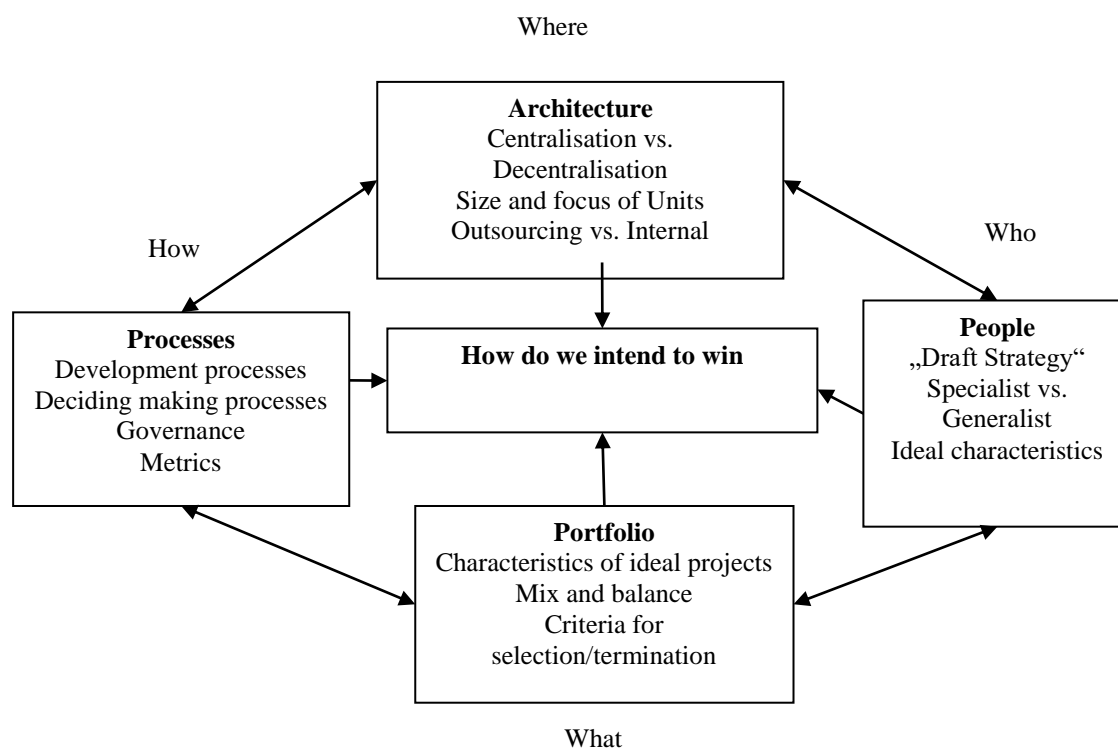 Where
Architecture
Centralisation vs.
Decentralisation
Size and focus of Units
Outsourcing vs. Internal
How
Who
Processes
Development processes
Deciding making processes
Governance
Metrics
How do we intend to win
People
„Draft Strategy“
Specialist vs.
Generalist
Ideal characteristics
Portfolio
Characteristics of ideal projects
Mix and balance
Criteria for
selection/termination
What